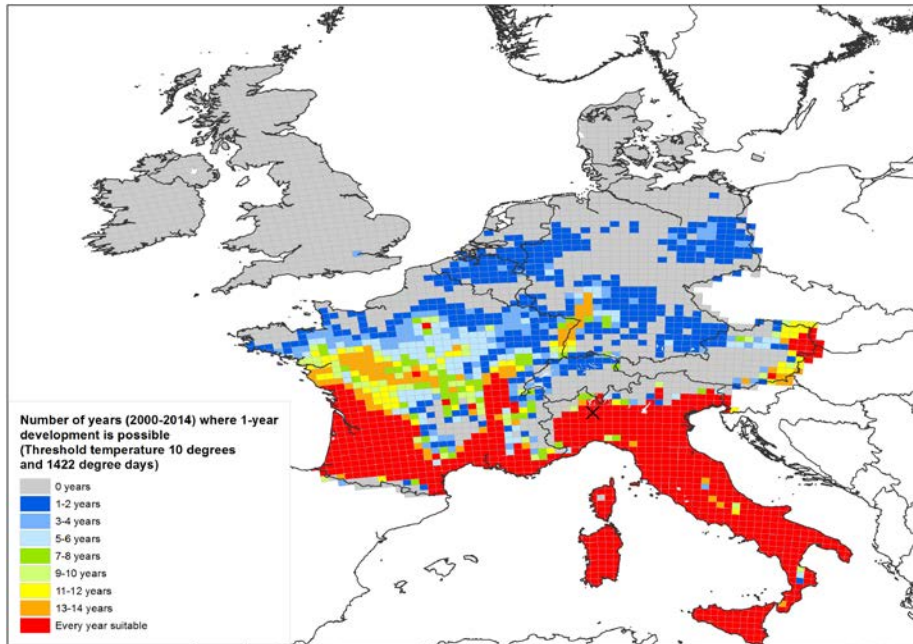 Number of years (2000-2014) where 1-year
development is possible
(Threshold temperature 10 degrees
and 1422 degree days)
0 years
1-2 years
3-4 years
5-6 years
7-8 years
9-10 years
11-12 years
13-14 years
Every year suitable